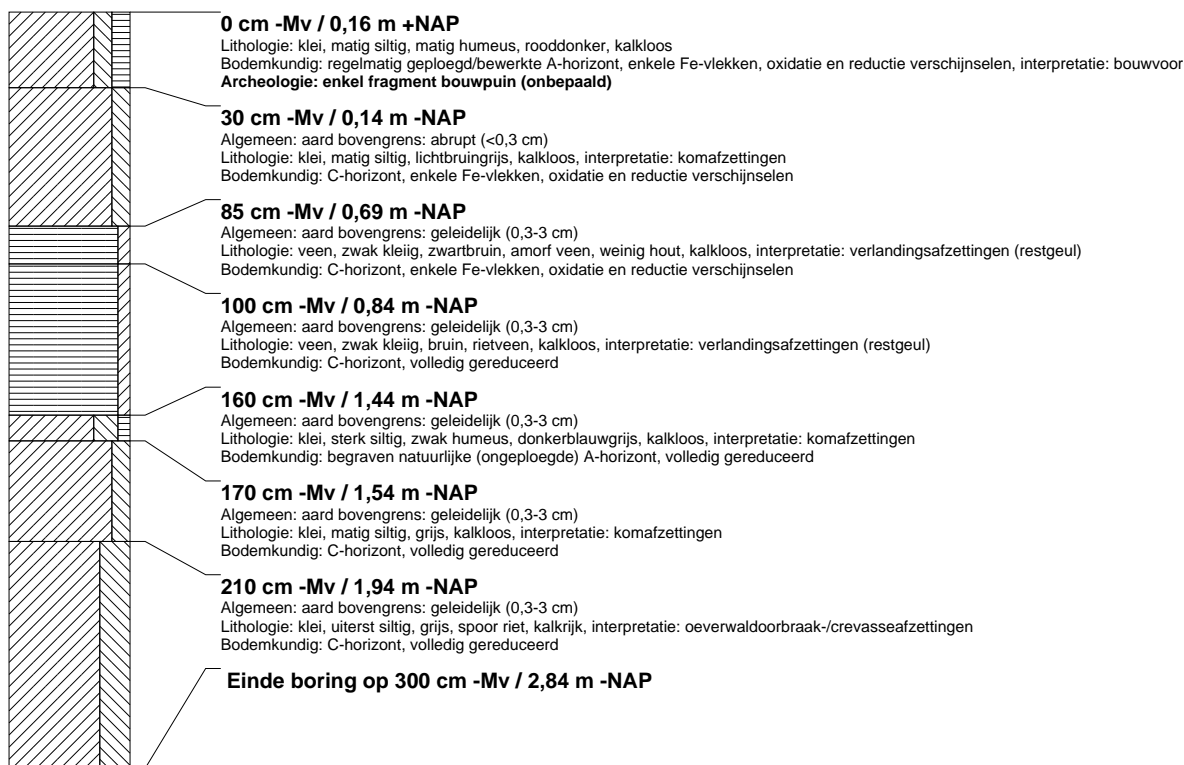 0 cm -Mv / 0,16 m +NAP
Lithologie: klei, matig siltig, matig humeus, rooddonker, kalkloos
Bodemkundig: regelmatig geploegd/bewerkte A-horizont, enkele Fe-vlekken, oxidatie en reductie verschijnselen, interpretatie: bouwvoor
Archeologie: enkel fragment bouwpuin (onbepaald)
30 cm -Mv / 0,14 m -NAP
Algemeen: aard bovengrens: abrupt (<0,3 cm)
Lithologie: klei, matig siltig, lichtbruingrijs, kalkloos, interpretatie: komafzettingen
Bodemkundig: C-horizont, enkele Fe-vlekken, oxidatie en reductie verschijnselen
85 cm -Mv / 0,69 m -NAP
Algemeen: aard bovengrens: geleidelijk (0,3-3 cm)
Lithologie: veen, zwak kleiig, zwartbruin, amorf veen, weinig hout, kalkloos, interpretatie: verlandingsafzettingen (restgeul)
Bodemkundig: C-horizont, enkele Fe-vlekken, oxidatie en reductie verschijnselen
100 cm -Mv / 0,84 m -NAP
Algemeen: aard bovengrens: geleidelijk (0,3-3 cm)
Lithologie: veen, zwak kleiig, bruin, rietveen, kalkloos, interpretatie: verlandingsafzettingen (restgeul)
Bodemkundig: C-horizont, volledig gereduceerd
160 cm -Mv / 1,44 m -NAP
Algemeen: aard bovengrens: geleidelijk (0,3-3 cm)
Lithologie: klei, sterk siltig, zwak humeus, donkerblauwgrijs, kalkloos, interpretatie: komafzettingen
Bodemkundig: begraven natuurlijke (ongeploegde) A-horizont, volledig gereduceerd
170 cm -Mv / 1,54 m -NAP
Algemeen: aard bovengrens: geleidelijk (0,3-3 cm)
Lithologie: klei, matig siltig, grijs, kalkloos, interpretatie: komafzettingen
Bodemkundig: C-horizont, volledig gereduceerd
210 cm -Mv / 1,94 m -NAP
Algemeen: aard bovengrens: geleidelijk (0,3-3 cm)
Lithologie: klei, uiterst siltig, grijs, spoor riet, kalkrijk, interpretatie: oeverwaldoorbraak-/crevasseafzettingen
Bodemkundig: C-horizont, volledig gereduceerd
Einde boring op 300 cm -Mv / 2,84 m -NAP